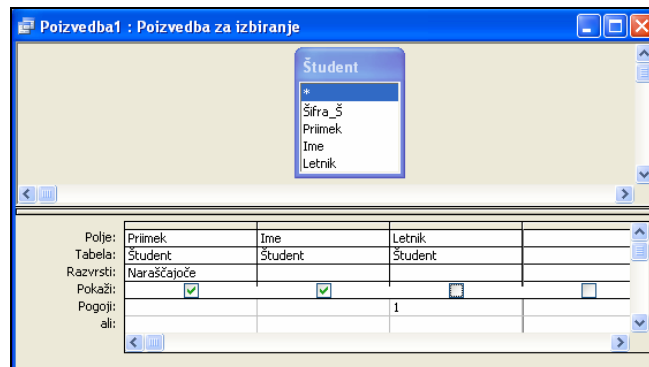 Poizvedba1 : Poizvedba za izbiranje
Študent
*
Šifra_Š
Priimek
Ime
Letnik
Polje: Priimek Ime Letnik
Tabela: Študent Študent Študent
Razvrsti: Naraščajoče
Pokaži:
Pogoji: 1
ali: